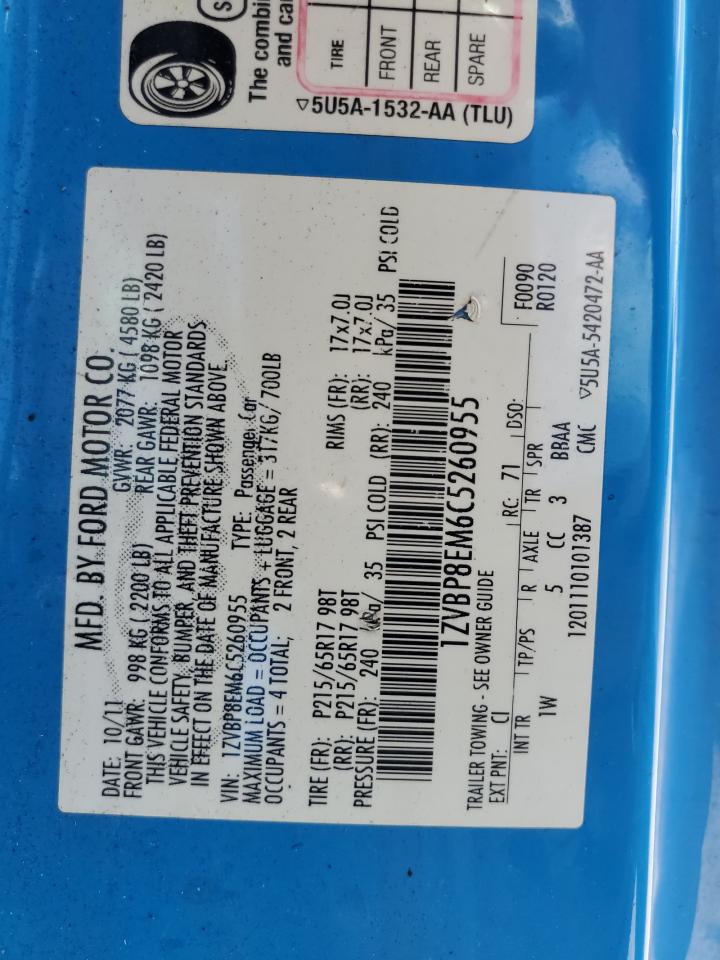 S
The combi
and ca
TIRE
FRONT
REAR
SPARE
▽5U5A-1532-AA (TLU)
MFD. BY FORD MOTOR CO.
DATE: 10/11 GVWR: 2077 KG ( 4580 LB)
FRONT GAWR: 998 KG ( 2200 LB) REAR GAWR: 1098 KG ( 2420 LB)
THIS VEHICLE CONFORMS TO ALL APPLICABLE FEDERAL MOTOR
VEHICLE SAFETY, BUMPER, AND THEFT PREVENTION STANDARDS
IN EFFECT ON THE DATE OF MANUFACTURE SHOWN ABOVE.
VIN: 1ZVBP8EM6C5260955 TYPE: Passenger Car
MAXIMUM LOAD = OCCUPANTS + LUGGAGE = 317KG/ 700LB
OCCUPANTS = 4 TOTAL; 2 FRONT, 2 REAR
TIRE (FR): P215/65R17 98T RIMS (FR): 17x7.0J
(RR): P215/65R17 98T (RR): 17x7.0J
PRESSURE (FR): 240 kPa/ 35 PSI COLD (RR): 240 kPa/ 35 PSI COLD
1ZVBP8EM6C5260955
TRAILER TOWING - SEE OWNER GUIDE
EXT PNT: CI RC: 71 DSO: F0090
R0120
INT TR TP/PS R AXLE TR SPR
1W 5 CC 3 BBAA
12011110101387 CMC
▽5U5A-5420472-AA